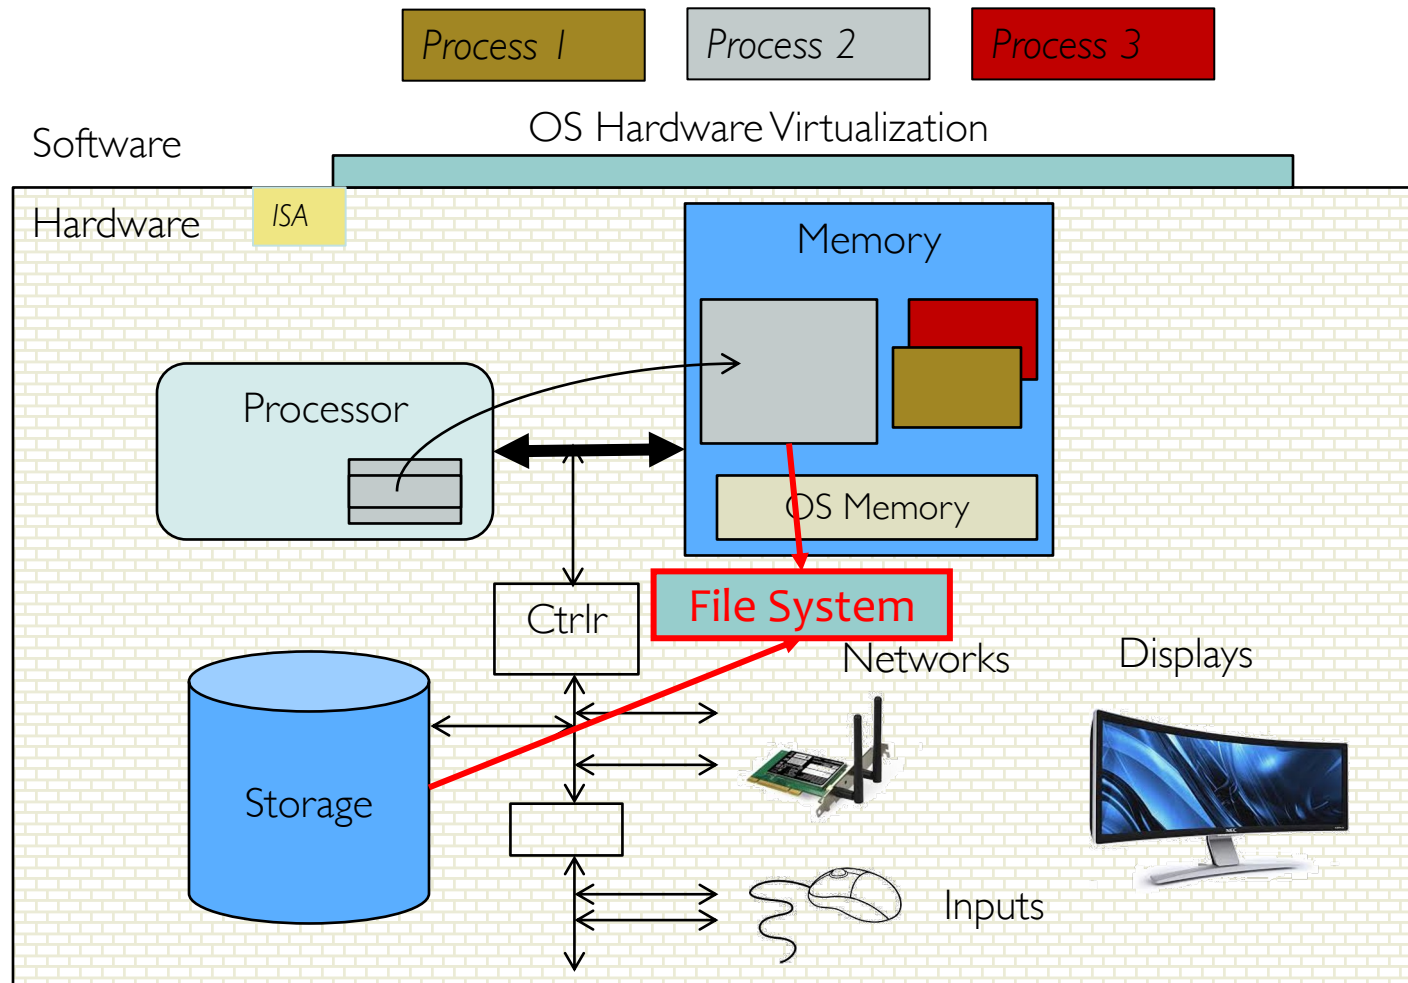 Process 1
Process 2
Process 3
OS Hardware Virtualization
Software
Hardware
ISA
Memory
Processor
OS Memory
File System
Ctrlr
Networks
Displays
Storage
NEC
Inputs